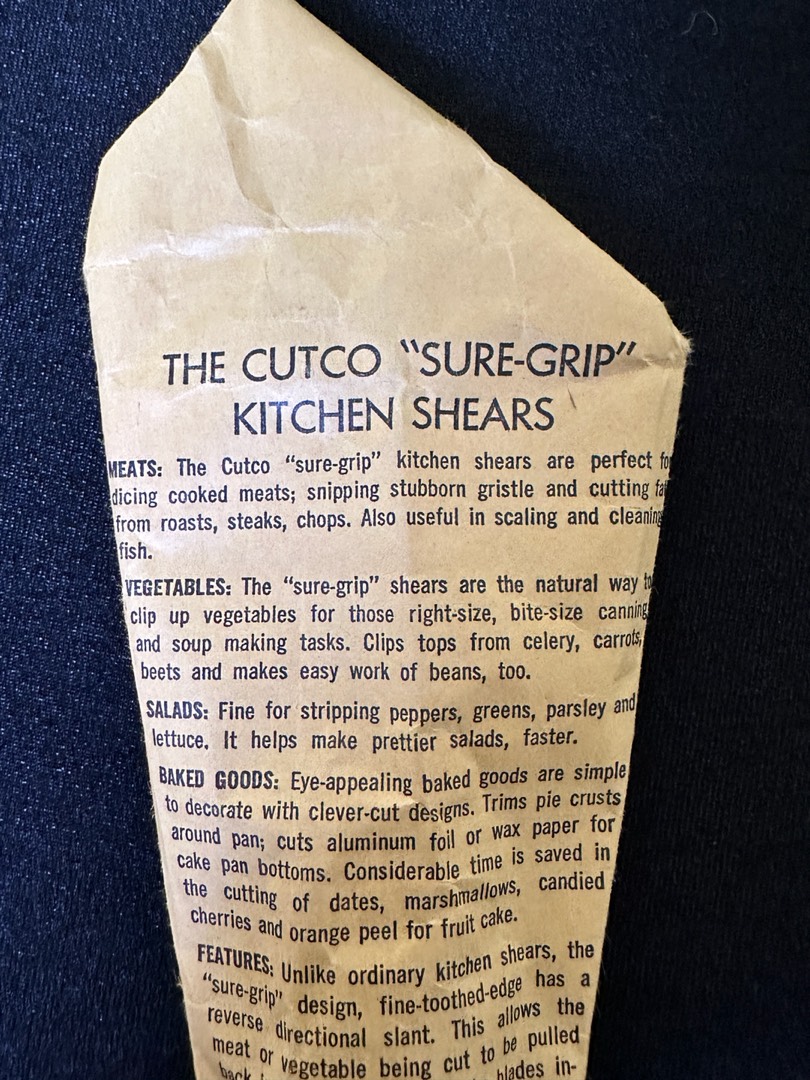 THE CUTCO "SURE-GRIP"
KITCHEN SHEARS
MEATS: The Cutco "sure-grip" kitchen shears are perfect for
dicing cooked meats; snipping stubborn gristle and cutting fat
from roasts, steaks, chops. Also useful in scaling and cleaning
fish.
VEGETABLES: The "sure-grip" shears are the natural way to
clip up vegetables for those right-size, bite-size canning
and soup making tasks. Clips tops from celery, carrots,
beets and makes easy work of beans, too.
SALADS: Fine for stripping peppers, greens, parsley and
lettuce. It helps make prettier salads, faster.
BAKED GOODS: Eye-appealing baked goods are simple
to decorate with clever-cut designs. Trims pie crusts
around pan; cuts aluminum foil or wax paper for
cake pan bottoms. Considerable time is saved in
the cutting of dates, marshmallows, candied
cherries and orange peel for fruit cake.
FEATURES: Unlike ordinary kitchen shears, the
"sure-grip" design, fine-toothed-edge has a
reverse directional slant. This allows the
meat or vegetable being cut to be pulled
back blades in-